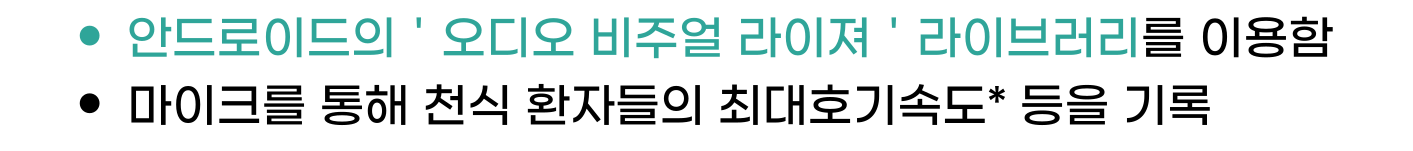 • 안드로이드의 ' 오디오 비주얼 라이져 ' 라이브러리를 이용함
• 마이크를 통해 천식 환자들의 최대호기속도* 등을 기록